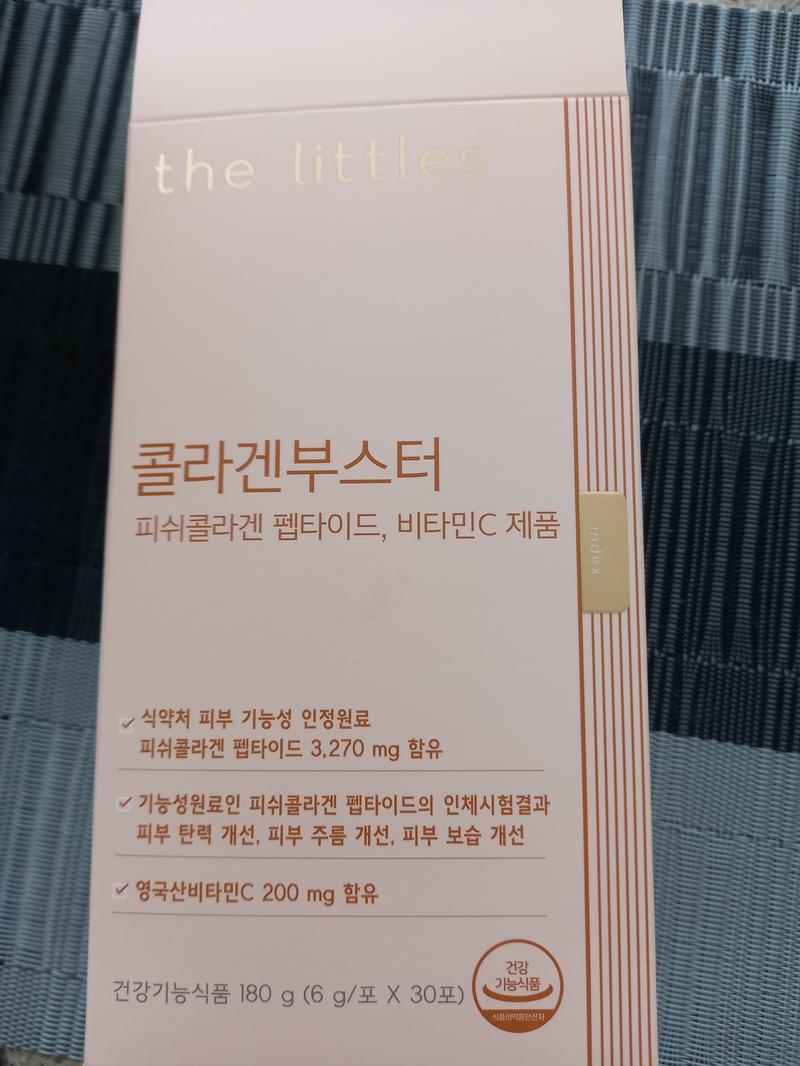 the littles
콜라겐부스터
피쉬콜라겐 펩타이드, 비타민C 제품
index
식약처 피부 기능성 인정원료
피쉬콜라겐 펩타이드 3,270 mg 함유
기능성원료인 피쉬콜라겐 펩타이드의 인체시험결과
피부 탄력 개선, 피부 주름 개선, 피부 보습 개선
영국산비타민C 200 mg 함유
건강기능식품 180 g (6 g/포 X 30포)
건강
기능식품
식품의약품안전처